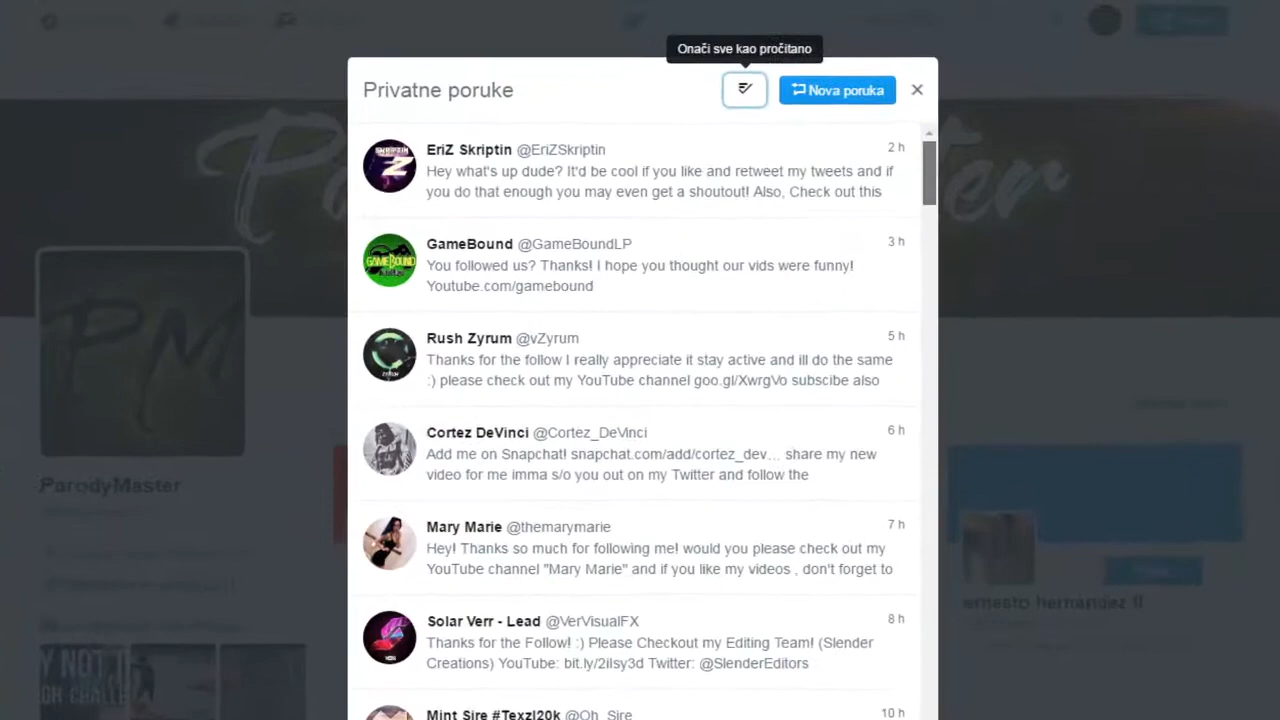 Onači sve kao pročitano
Privatne poruke
Nova poruka
EriZ Skriptin @EriZSkriptin
2 h
Hey what's up dude? It'd be cool if you like and retweet my tweets and if
you do that enough you may even get a shoutout! Also, Check out this
GameBound @GameBoundLP
3 h
You followed us? Thanks! I hope you thought our vids were funny!
Youtube.com/gamebound
Rush Zyrum @vZyrum
5 h
Thanks for the follow I really appreciate it stay active and ill do the same
:) please check out my YouTube channel goo.gl/XwrgVo subscibe also
Cortez DeVinci @Cortez_DeVinci
6 h
Add me on Snapchat! snapchat.com/add/cortez_dev... share my new
video for me imma s/o you out on my Twitter and follow the
Mary Marie @themarymarie
7 h
Hey! Thanks so much for following me! would you please check out my
YouTube channel "Mary Marie" and if you like my videos , don't forget to
Solar Verr - Lead @VerVisualFX
8 h
Thanks for the Follow! :) Please Checkout my Editing Team! (Slender
Creations) YouTube: bit.ly/2iIsy3d Twitter: @SlenderEditors
Mint Sire #Texzl20k @Oh_Sire
10 h
PM
ParodyMaster
ernesto hernandez fl